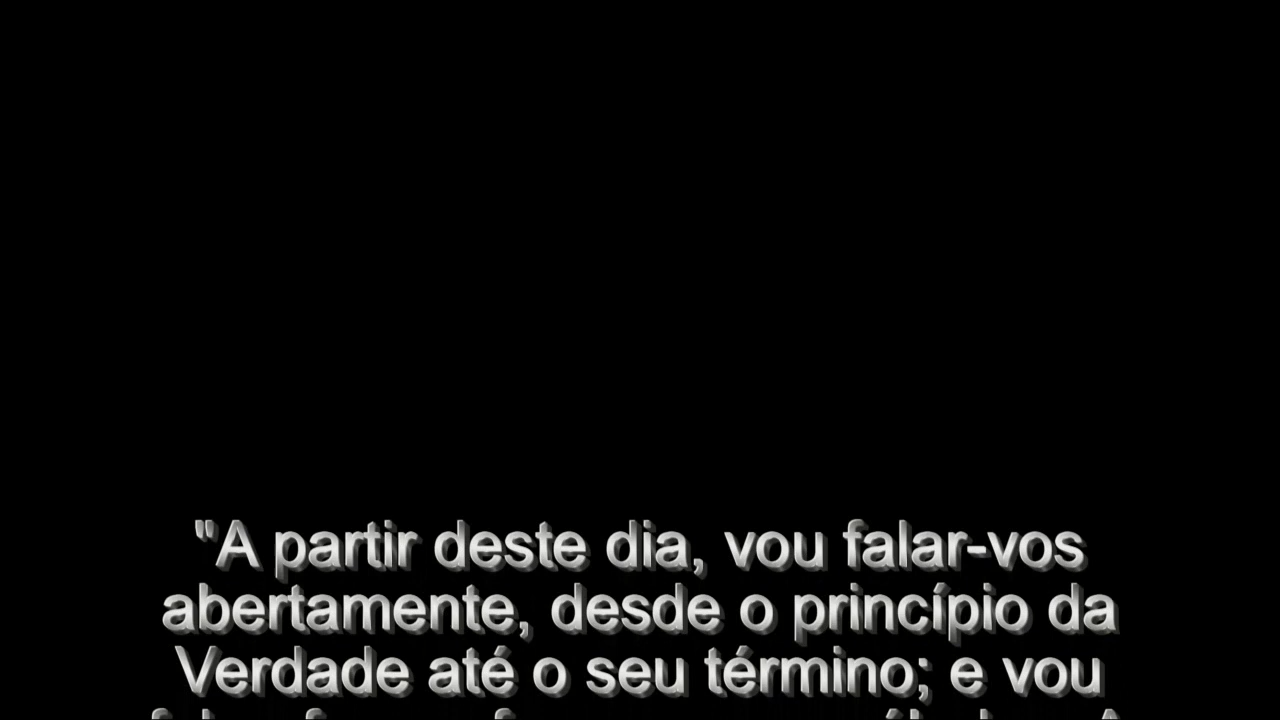 "A partir deste dia, vou falar-vos
abertamente, desde o princípio da
Verdade até o seu término; e vou